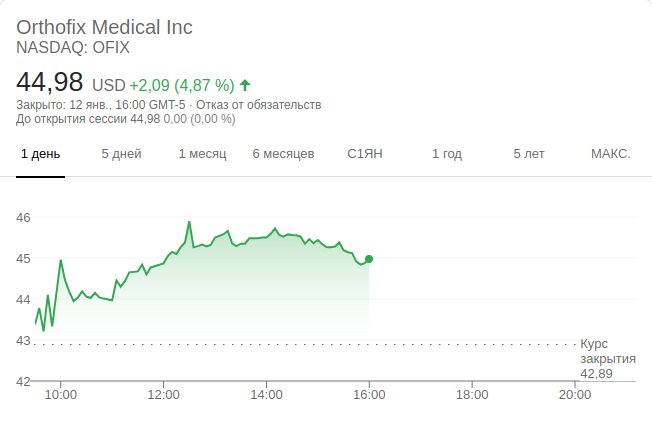 Orthofix Medical Inc
NASDAQ: OFIX
44,98 USD +2,09 (4,87 %)
Закрыто: 12 янв., 16:00 GMT-5 · Отказ от обязательств
До открытия сессии 44,98 0,00 (0,00 %)
1 день 5 дней 1 месяц 6 месяцев С1ЯН 1 год 5 лет МАКС.
46
45
44
43
Курс
закрытия
42,89
42
10:00 12:00 14:00 16:00 18:00 20:00